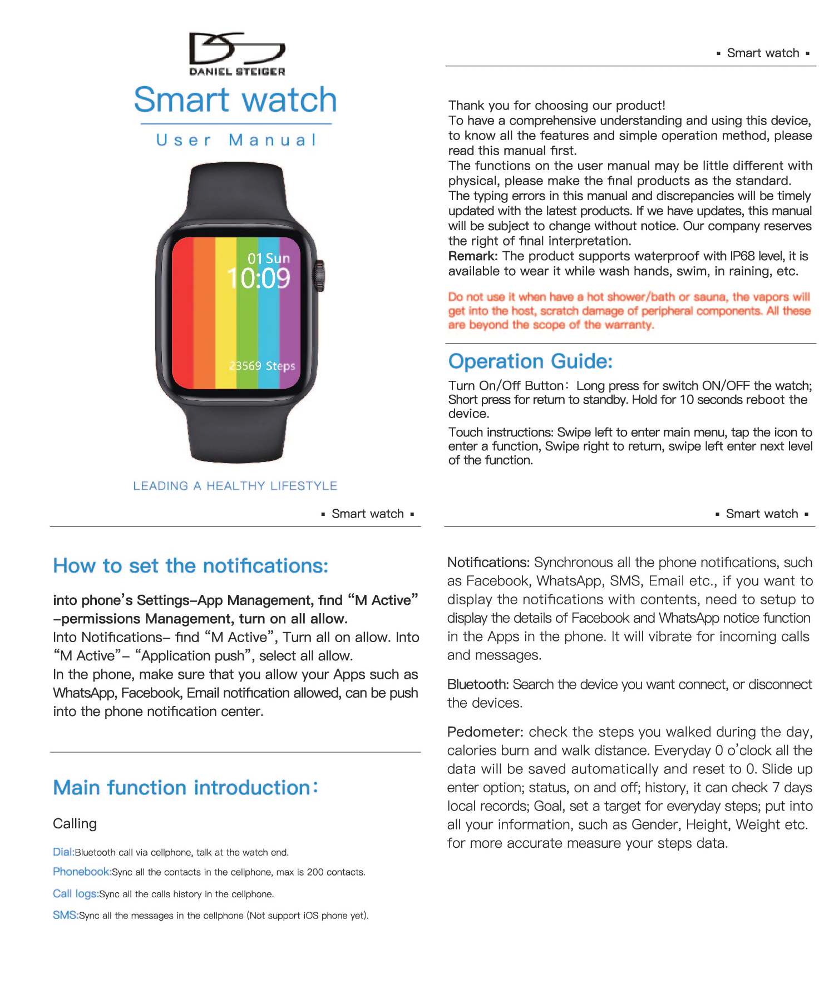 DANIEL STEIGER
Smart watch
User Manual
01 Sun
10:09
23569 Steps
LEADING A HEALTHY LIFESTYLE
▪ Smart watch ▪
Thank you for choosing our product!
To have a comprehensive understanding and using this device,
to know all the features and simple operation method, please
read this manual first.
The functions on the user manual may be little different with
physical, please make the final products as the standard.
The typing errors in this manual and discrepancies will be timely
updated with the latest products. If we have updates, this manual
will be subject to change without notice. Our company reserves
the right of final interpretation.
Remark: The product supports waterproof with IP68 level, it is
available to wear it while wash hands, swim, in raining, etc.
Do not use it when have a hot shower/bath or sauna, the vapors will
get into the host, scratch damage of peripheral components. All these
are beyond the scope of the warranty.
Operation Guide:
Turn On/Off Button：Long press for switch ON/OFF the watch;
Short press for return to standby. Hold for 10 seconds reboot the
device.
Touch instructions: Swipe left to enter main menu, tap the icon to
enter a function, Swipe right to return, swipe left enter next level
of the function.
▪ Smart watch ▪
How to set the notifications:
into phone’s Settings–App Management, find “M Active”
–permissions Management, turn on all allow.
Into Notifications– find “M Active”, Turn all on allow. Into
“M Active”– “Application push”, select all allow.
In the phone, make sure that you allow your Apps such as
WhatsApp, Facebook, Email notification allowed, can be push
into the phone notification center.
Main function introduction：
Calling
Dial:Bluetooth call via cellphone, talk at the watch end.
Phonebook:Sync all the contacts in the cellphone, max is 200 contacts.
Call logs:Sync all the calls history in the cellphone.
SMS:Sync all the messages in the cellphone (Not support iOS phone yet).
▪ Smart watch ▪
Notifications: Synchronous all the phone notifications, such
as Facebook, WhatsApp, SMS, Email etc., if you want to
display the notifications with contents, need to setup to
display the details of Facebook and WhatsApp notice function
in the Apps in the phone. It will vibrate for incoming calls
and messages.
Bluetooth: Search the device you want connect, or disconnect
the devices.
Pedometer: check the steps you walked during the day,
calories burn and walk distance. Everyday 0 o’clock all the
data will be saved automatically and reset to 0. Slide up
enter option; status, on and off; history, it can check 7 days
local records; Goal, set a target for everyday steps; put into
all your information, such as Gender, Height, Weight etc.
for more accurate measure your steps data.